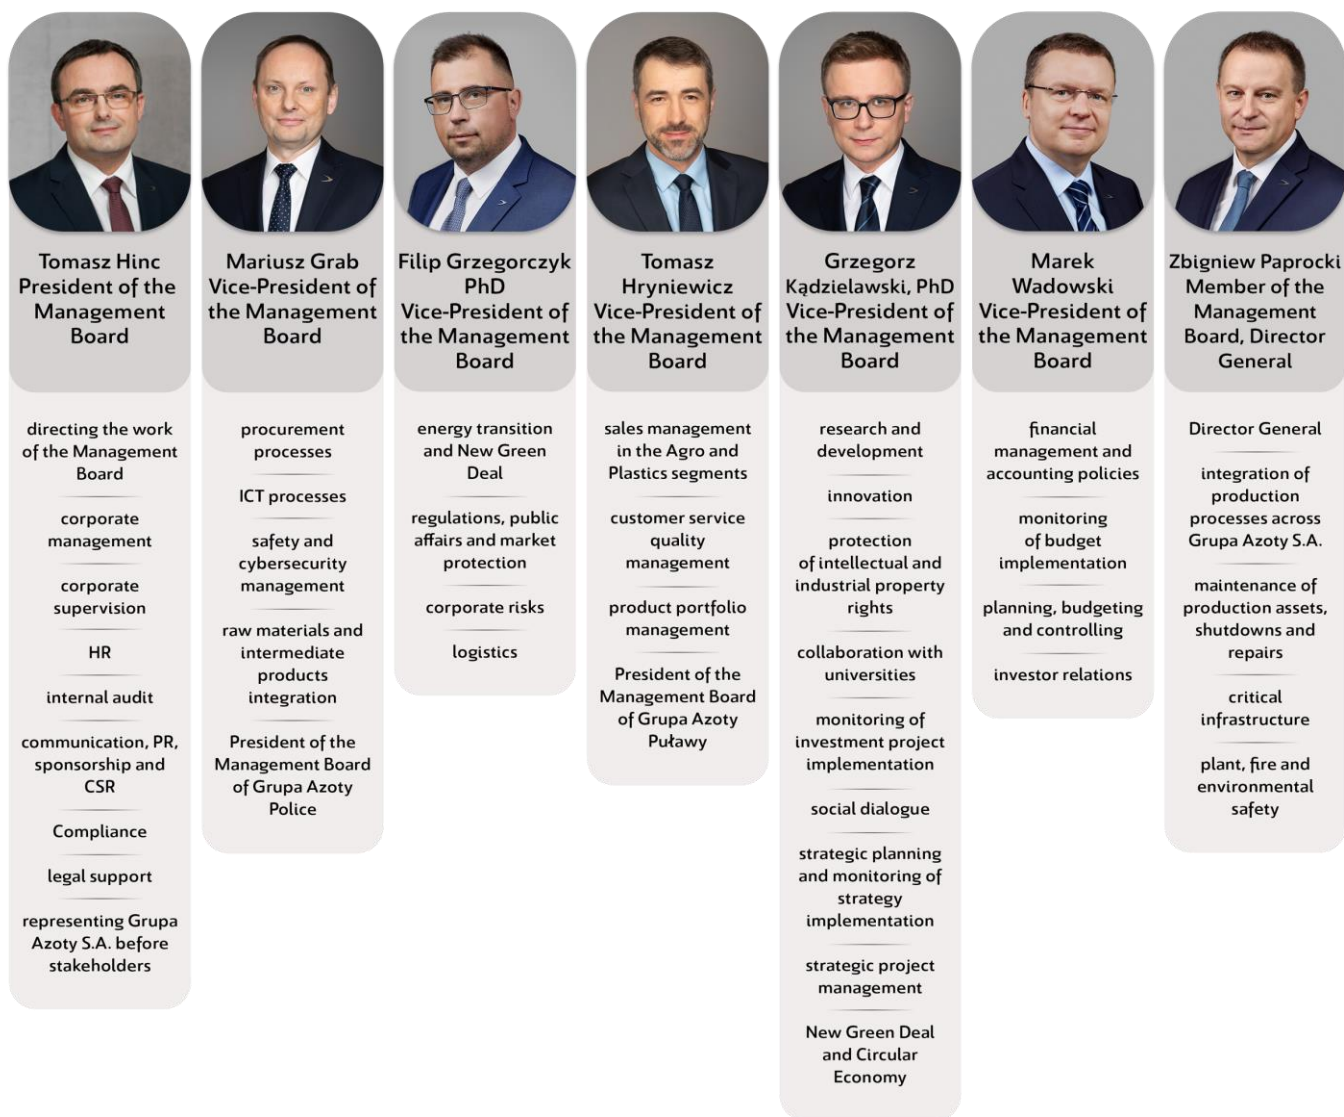 Tomasz Hinc
President of the
Management
Board
directing the work
of the Management
Board
corporate
management
corporate
supervision
HR
internal audit
communication, PR,
sponsorship and
CSR
Compliance
legal support
representing Grupa
Azoty S.A. before
stakeholders
Mariusz Grab
Vice-President of
the Management
Board
procurement
processes
ICT processes
safety and
cybersecurity
management
raw materials and
intermediate
products
integration
President of the
Management Board
of Grupa Azoty
Police
Filip Grzegorczyk
PhD
Vice-President of
the Management
Board
energy transition
and New Green
Deal
regulations, public
affairs and market
protection
corporate risks
logistics
Tomasz
Hryniewicz
Vice-President of
the Management
Board
sales management
in the Agro and
Plastics segments
customer service
quality
management
product portfolio
management
President of the
Management Board
of Grupa Azoty
Puławy
Grzegorz
Kądzielawski, PhD
Vice-President of
the Management
Board
research and
development
innovation
protection
of intellectual and
industrial property
rights
collaboration with
universities
monitoring of
investment project
implementation
social dialogue
strategic planning
and monitoring of
strategy
implementation
strategic project
management
New Green Deal
and Circular
Economy
Marek
Wadowski
Vice-President of
the Management
Board
financial
management and
accounting policies
monitoring
of budget
implementation
planning, budgeting
and controlling
investor relations
Zbigniew Paprocki
Member of the
Management
Board, Director
General
Director General
integration of
production
processes across
Grupa Azoty S.A.
maintenance of
production assets,
shutdowns and
repairs
critical
infrastructure
plant, fire and
environmental
safety